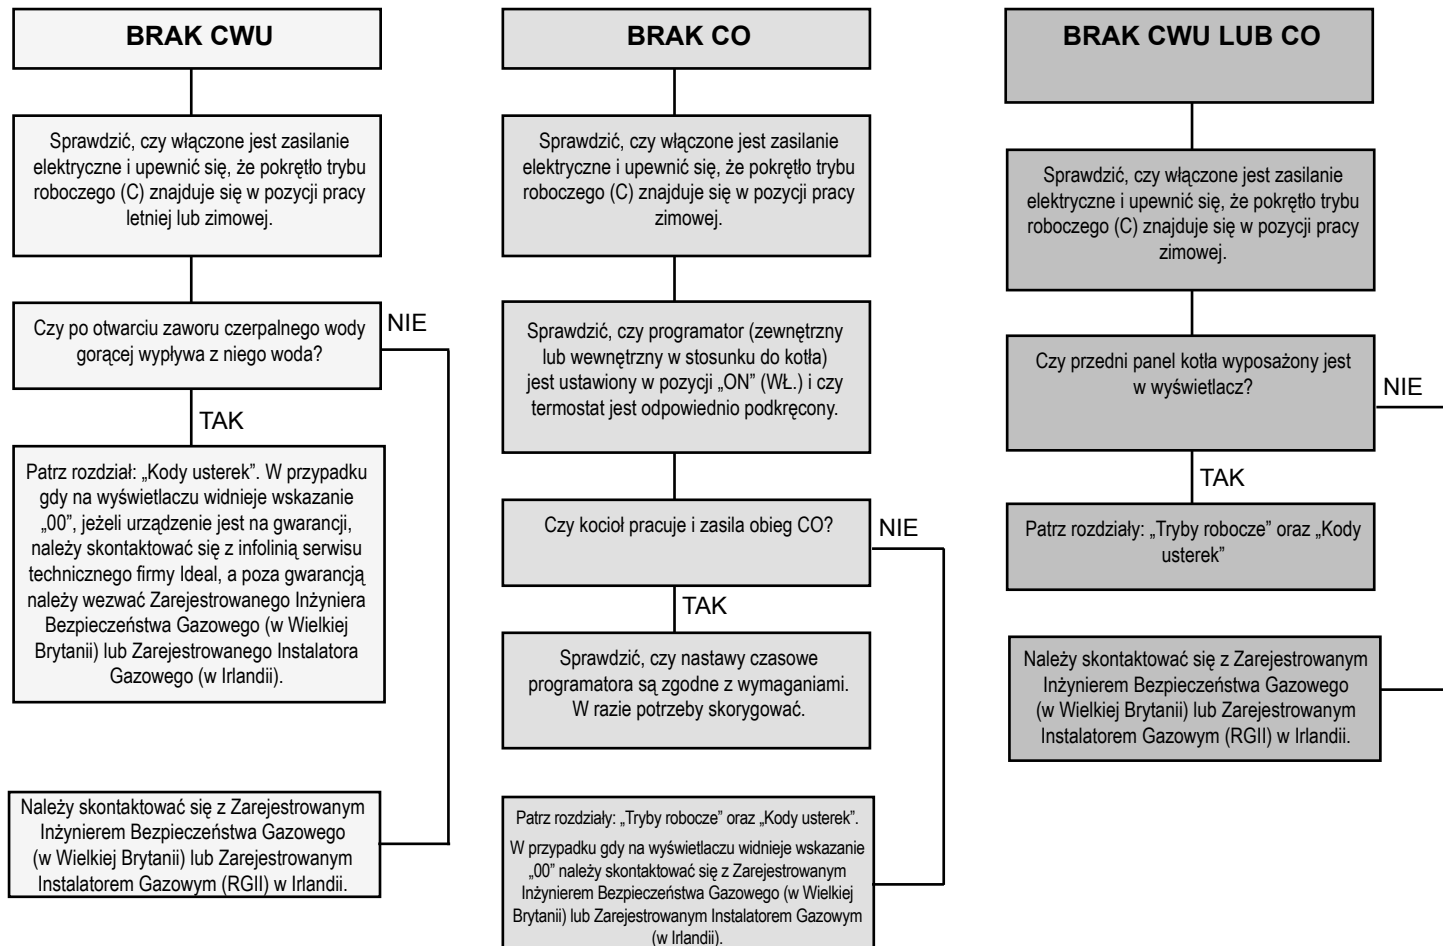 BRAK CWU
Sprawdzić, czy włączone jest zasilanie
elektryczne i upewnić się, że pokrętło trybu
roboczego (C) znajduje się w pozycji pracy
letniej lub zimowej.
Czy po otwarciu zaworu czerpalnego wody
gorącej wypływa z niego woda?
NIE
TAK
Patrz rozdział: „Kody usterek”. W przypadku
gdy na wyświetlaczu widnieje wskazanie
„00”, jeżeli urządzenie jest na gwarancji,
należy skontaktować się z infolinią serwisu
technicznego firmy Ideal, a poza gwarancją
należy wezwać Zarejestrowanego Inżyniera
Bezpieczeństwa Gazowego (w Wielkiej
Brytanii) lub Zarejestrowanego Instalatora
Gazowego (w Irlandii).
Należy skontaktować się z Zarejestrowanym
Inżynierem Bezpieczeństwa Gazowego
(w Wielkiej Brytanii) lub Zarejestrowanym
Instalatorem Gazowym (RGII) w Irlandii.
BRAK CO
Sprawdzić, czy włączone jest zasilanie
elektryczne i upewnić się, że pokrętło trybu
roboczego (C) znajduje się w pozycji pracy
zimowej.
Sprawdzić, czy programator (zewnętrzny
lub wewnętrzny w stosunku do kotła)
jest ustawiony w pozycji „ON” (WŁ.) i czy
termostat jest odpowiednio podkręcony.
Czy kocioł pracuje i zasila obieg CO?
NIE
TAK
Sprawdzić, czy nastawy czasowe
programatora są zgodne z wymaganiami.
W razie potrzeby skorygować.
Patrz rozdziały: „Tryby robocze” oraz „Kody usterek”.
W przypadku gdy na wyświetlaczu widnieje wskazanie
„00” należy skontaktować się z Zarejestrowanym
Inżynierem Bezpieczeństwa Gazowego (w Wielkiej
Brytanii) lub Zarejestrowanym Instalatorem Gazowym
(w Irlandii).
BRAK CWU LUB CO
Sprawdzić, czy włączone jest zasilanie
elektryczne i upewnić się, że pokrętło trybu
roboczego (C) znajduje się w pozycji pracy
zimowej.
Czy przedni panel kotła wyposażony jest
w wyświetlacz?
NIE
TAK
Patrz rozdziały: „Tryby robocze” oraz „Kody
usterek”
Należy skontaktować się z Zarejestrowanym
Inżynierem Bezpieczeństwa Gazowego
(w Wielkiej Brytanii) lub Zarejestrowanym
Instalatorem Gazowym (RGII) w Irlandii.